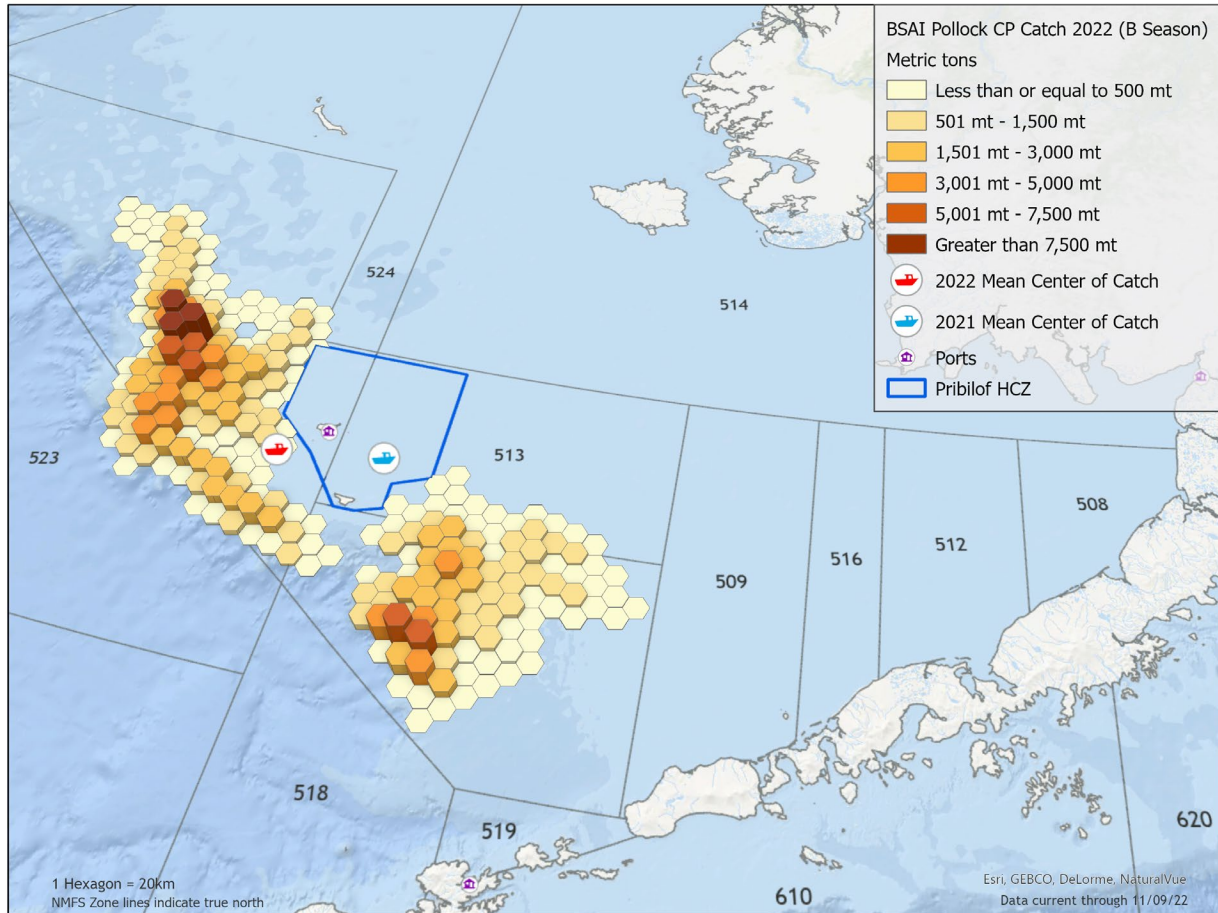 BSAI Pollock CP Catch 2022 (B Season)
Metric tons
Less than or equal to 500 mt
501 mt - 1,500 mt
1,501 mt - 3,000 mt
3,001 mt - 5,000 mt
5,001 mt - 7,500 mt
Greater than 7,500 mt
2022 Mean Center of Catch
2021 Mean Center of Catch
Ports
Pribilof HCZ
524
514
523
513
508
516
512
509
518
519
620
610
1 Hexagon = 20km
NMFS Zone lines indicate true north
Esri, GEBCO, DeLorme, NaturalVue
Data current through 11/09/22